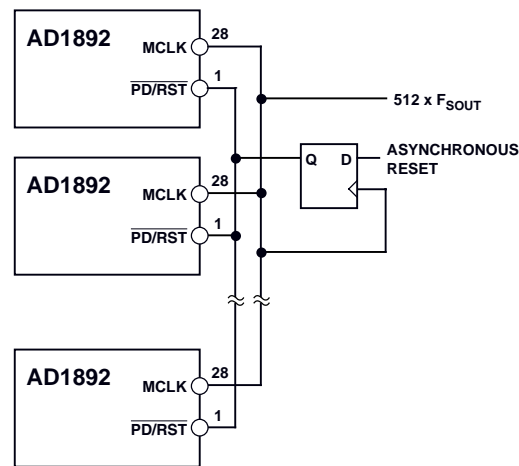 AD1892
MCLK
28
PD/RST
1
512 x FSOUT
Q D
ASYNCHRONOUS
RESET
AD1892
MCLK
28
PD/RST
1
AD1892
MCLK
28
PD/RST
1